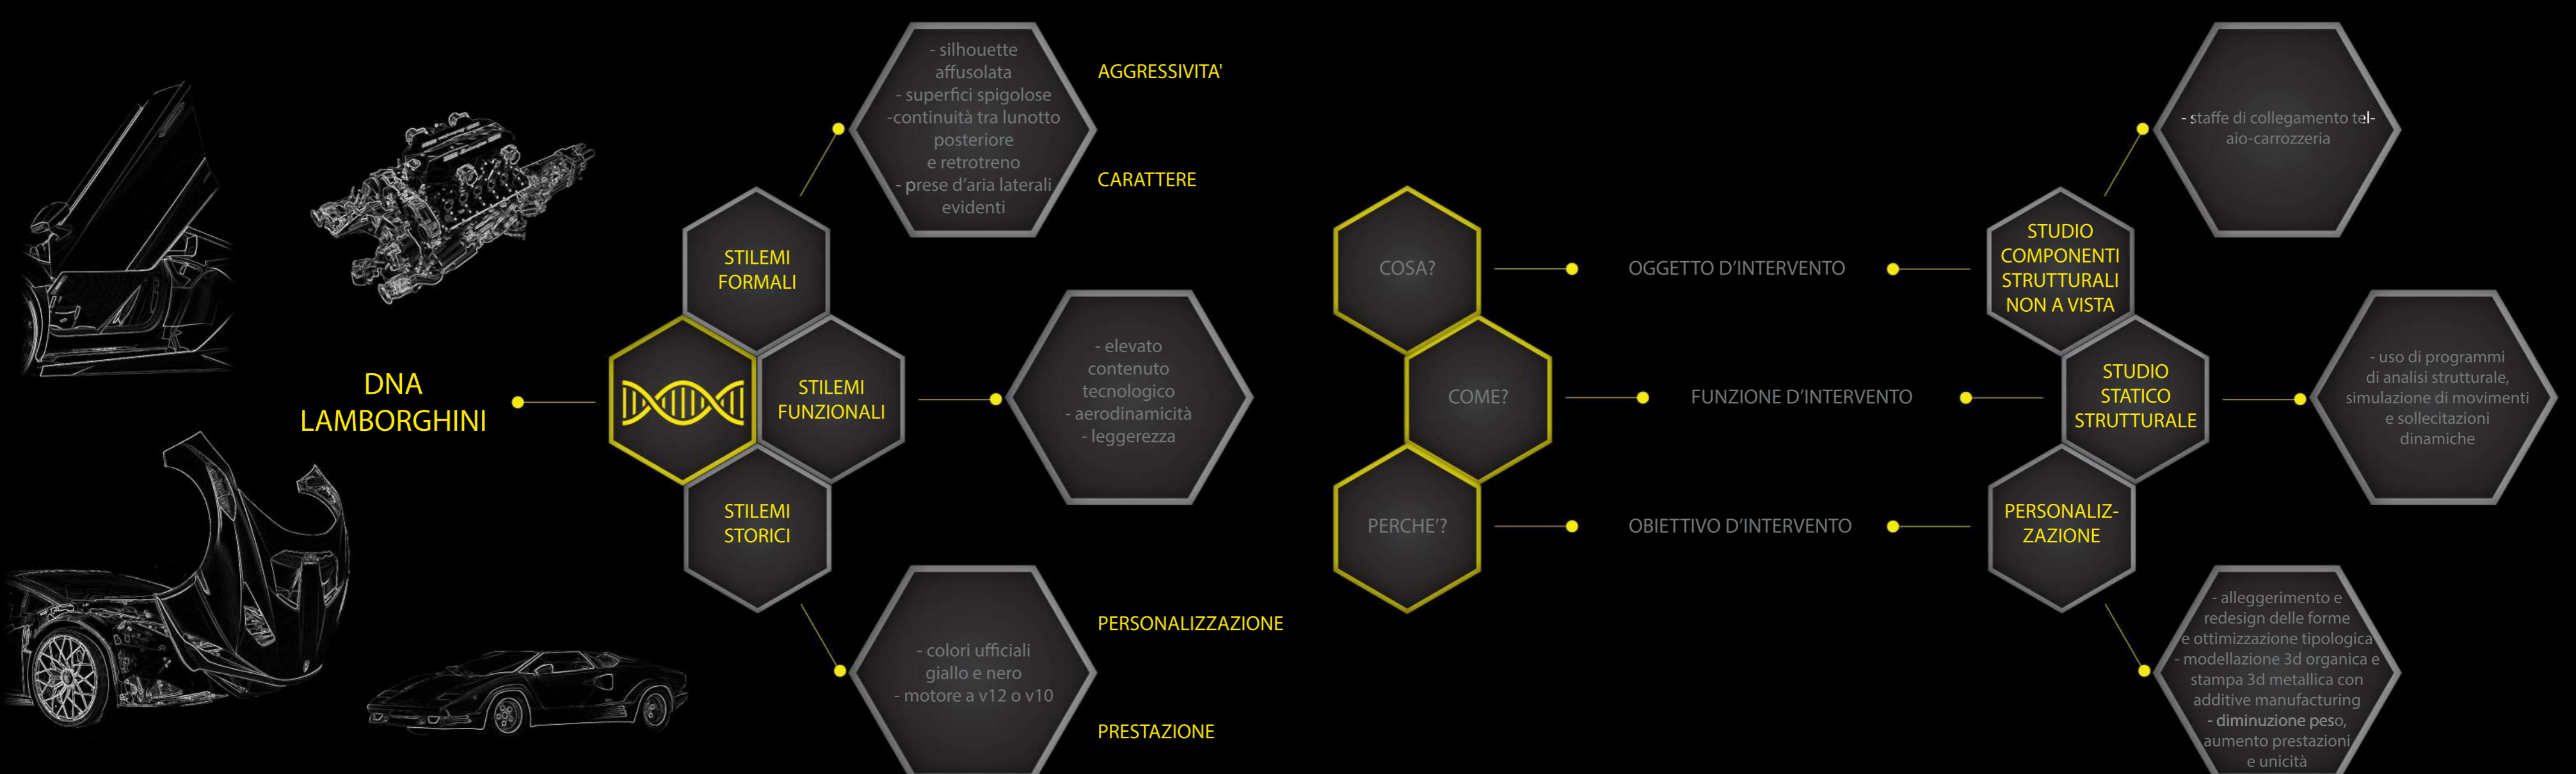 DNA
LAMBORGHINI
STILEMI
FORMALI
- silhouette
affusolata
- superfici spigolose
-continuità tra lunotto
posteriore
e retrotreno
- prese d’aria laterali
evidenti
AGGRESSIVITA'
CARATTERE
STILEMI
FUNZIONALI
- elevato
contenuto
tecnologico
- aerodinamicità
- leggerezza
STILEMI
STORICI
- colori ufficiali
giallo e nero
- motore a v12 o v10
PERSONALIZZAZIONE
PRESTAZIONE
COSA?
OGGETTO D’INTERVENTO
STUDIO
COMPONENTI
STRUTTURALI
NON A VISTA
- staffe di collegamento tel-
aio-carrozzeria
COME?
FUNZIONE D’INTERVENTO
STUDIO
STATICO
STRUTTURALE
- uso di programmi
di analisi strutturale,
simulazione di movimenti
e sollecitazioni
dinamiche
PERCHE’?
OBIETTIVO D’INTERVENTO
PERSONALIZ-
ZAZIONE
- alleggerimento e
redesign delle forme
e ottimizzazione tipologica
- modellazione 3d organica e
stampa 3d metallica con
additive manufacturing
- diminuzione peso,
aumento prestazioni
e unicità